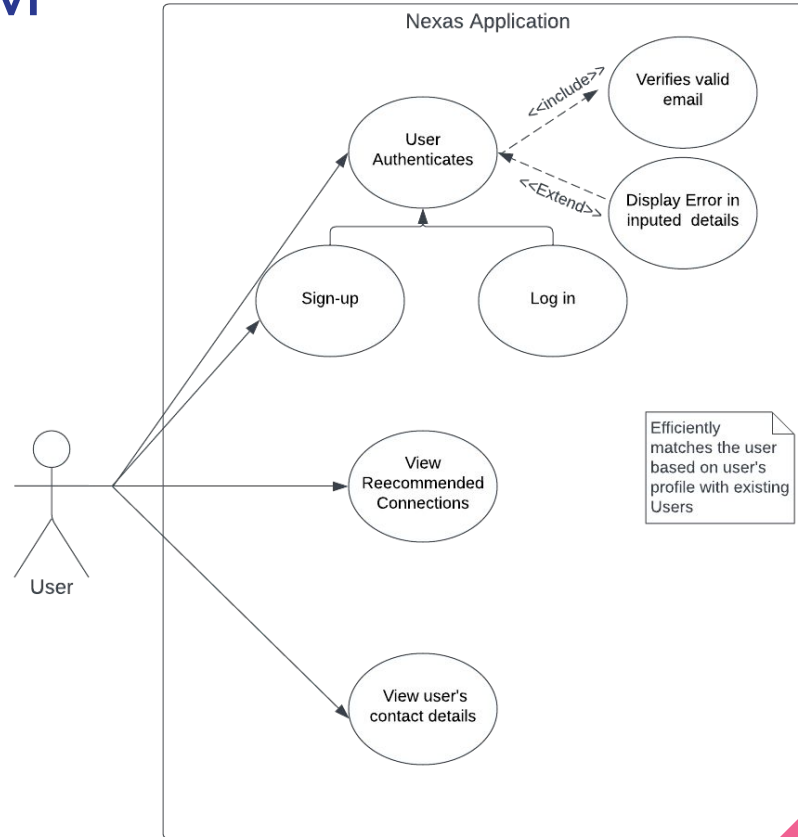 Nexas Application
<<include>>
Verifies valid
email
User
Authenticates
<<Extend>>
Display Error in
inputed details
Sign-up
Log in
Efficiently
matches the user
based on user's
profile with existing
Users
View
Reecommended
Connections
User
View user's
contact details